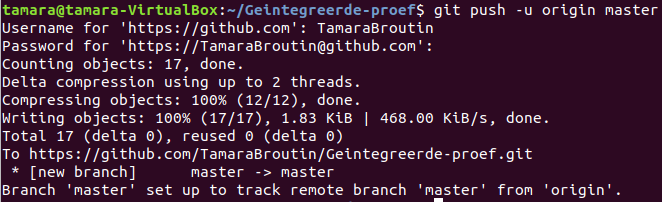 tamara@tamara-VirtualBox:~/Geintegreerde-proef$ git push -u origin master
Username for 'https://github.com': TamaraBroutin
Password for 'https://TamaraBroutin@github.com':
Counting objects: 17, done.
Delta compression using up to 2 threads.
Compressing objects: 100% (12/12), done.
Writing objects: 100% (17/17), 1.83 KiB | 468.00 KiB/s, done.
Total 17 (delta 0), reused 0 (delta 0)
To https://github.com/TamaraBroutin/Geintegreerde-proef.git
 * [new branch]      master -> master
Branch 'master' set up to track remote branch 'master' from 'origin'.